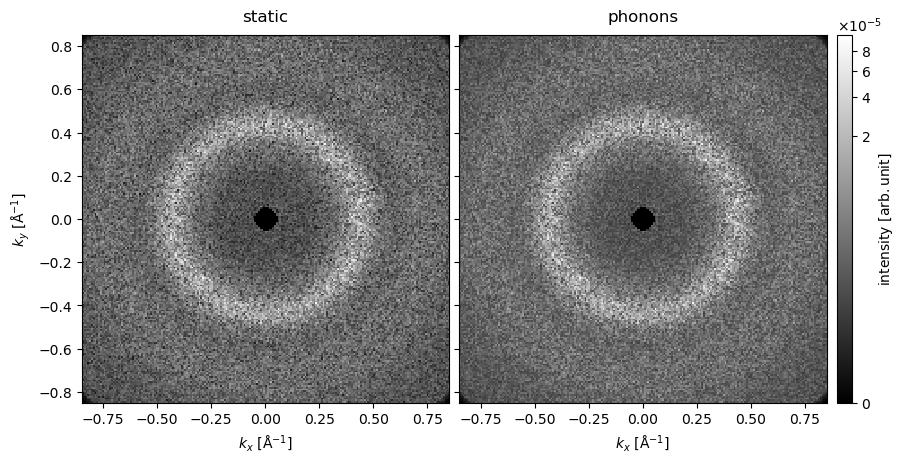 static
phonons
×10⁻⁵
0.8
0.6
0.4
0.2
0.0
−0.2
−0.4
−0.6
−0.8
k_y [Å⁻¹]
−0.75 −0.50 −0.25 0.00 0.25 0.50 0.75
k_x [Å⁻¹]
−0.75 −0.50 −0.25 0.00 0.25 0.50 0.75
k_x [Å⁻¹]
8
6
4
2
0
intensity [arb. unit]